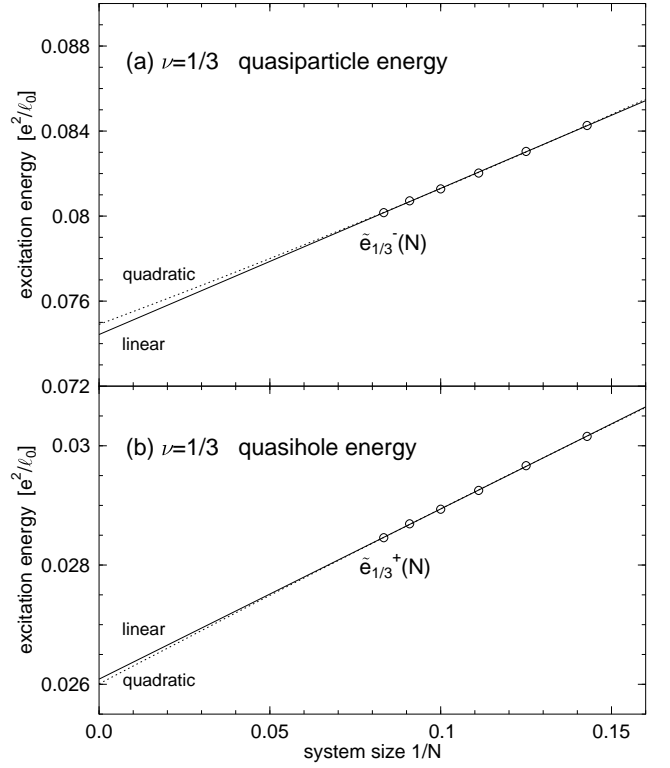 0.088
(a) ν=1/3 quasiparticle energy
0.084
0.08
0.076
0.072
excitation energy [e²/ℓ₀]
ẽ₁/₃⁻(N)
quadratic
linear
(b) ν=1/3 quasihole energy
0.03
0.028
0.026
excitation energy [e²/ℓ₀]
ẽ₁/₃⁺(N)
linear
quadratic
0.0 0.05 0.1 0.15
system size 1/N